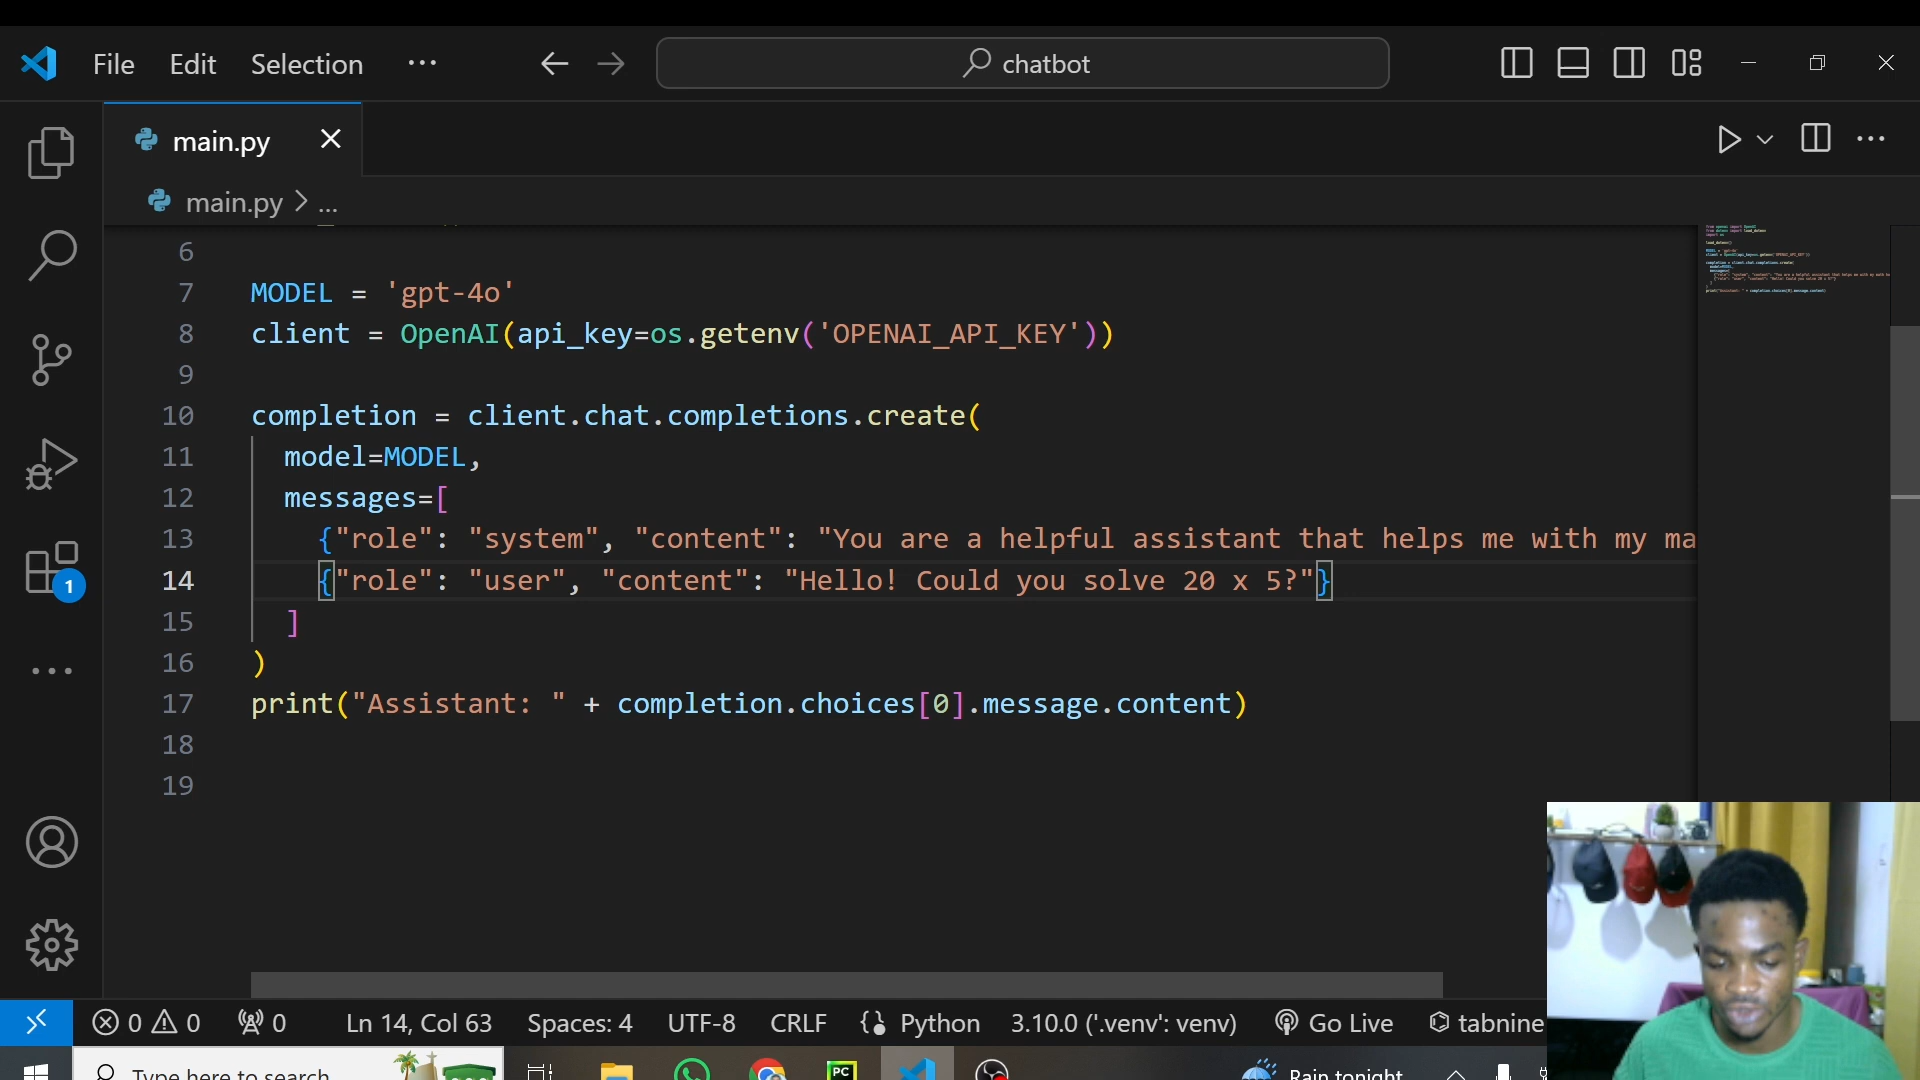 File Edit Selection ...
chatbot
main.py
main.py > ...
6
7 MODEL = 'gpt-4o'
8 client = OpenAI(api_key=os.getenv('OPENAI_API_KEY'))
9
10 completion = client.chat.completions.create(
11 model=MODEL,
12 messages=[
13 {"role": "system", "content": "You are a helpful assistant that helps me with my ma
14 {"role": "user", "content": "Hello! Could you solve 20 x 5?"}
15 ]
16 )
17 print("Assistant: " + completion.choices[0].message.content)
18
19
1
0 0 0 Ln 14, Col 63 Spaces: 4 UTF-8 CRLF {} Python 3.10.0 ('.venv': venv) Go Live tabnine
Type here to search PC Rain tonight